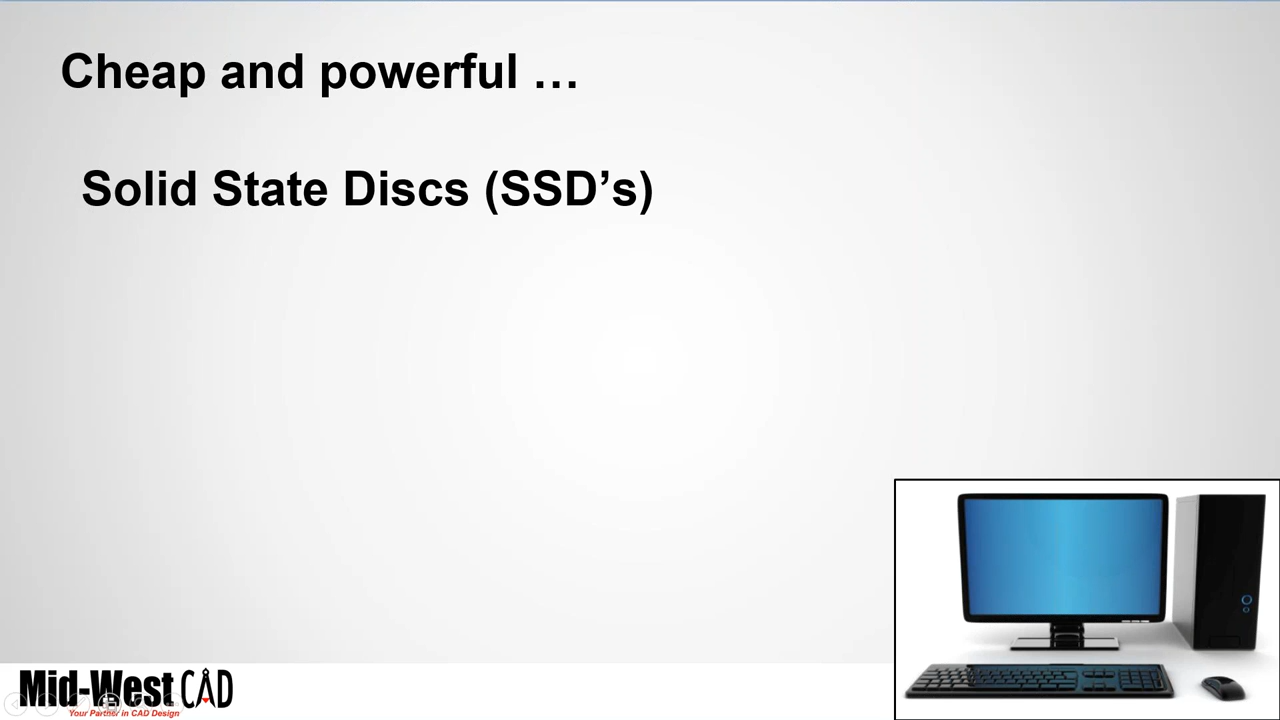 Cheap and powerful …
Solid State Discs (SSD’s)
Mid-West CAD
Your Partner in CAD Design